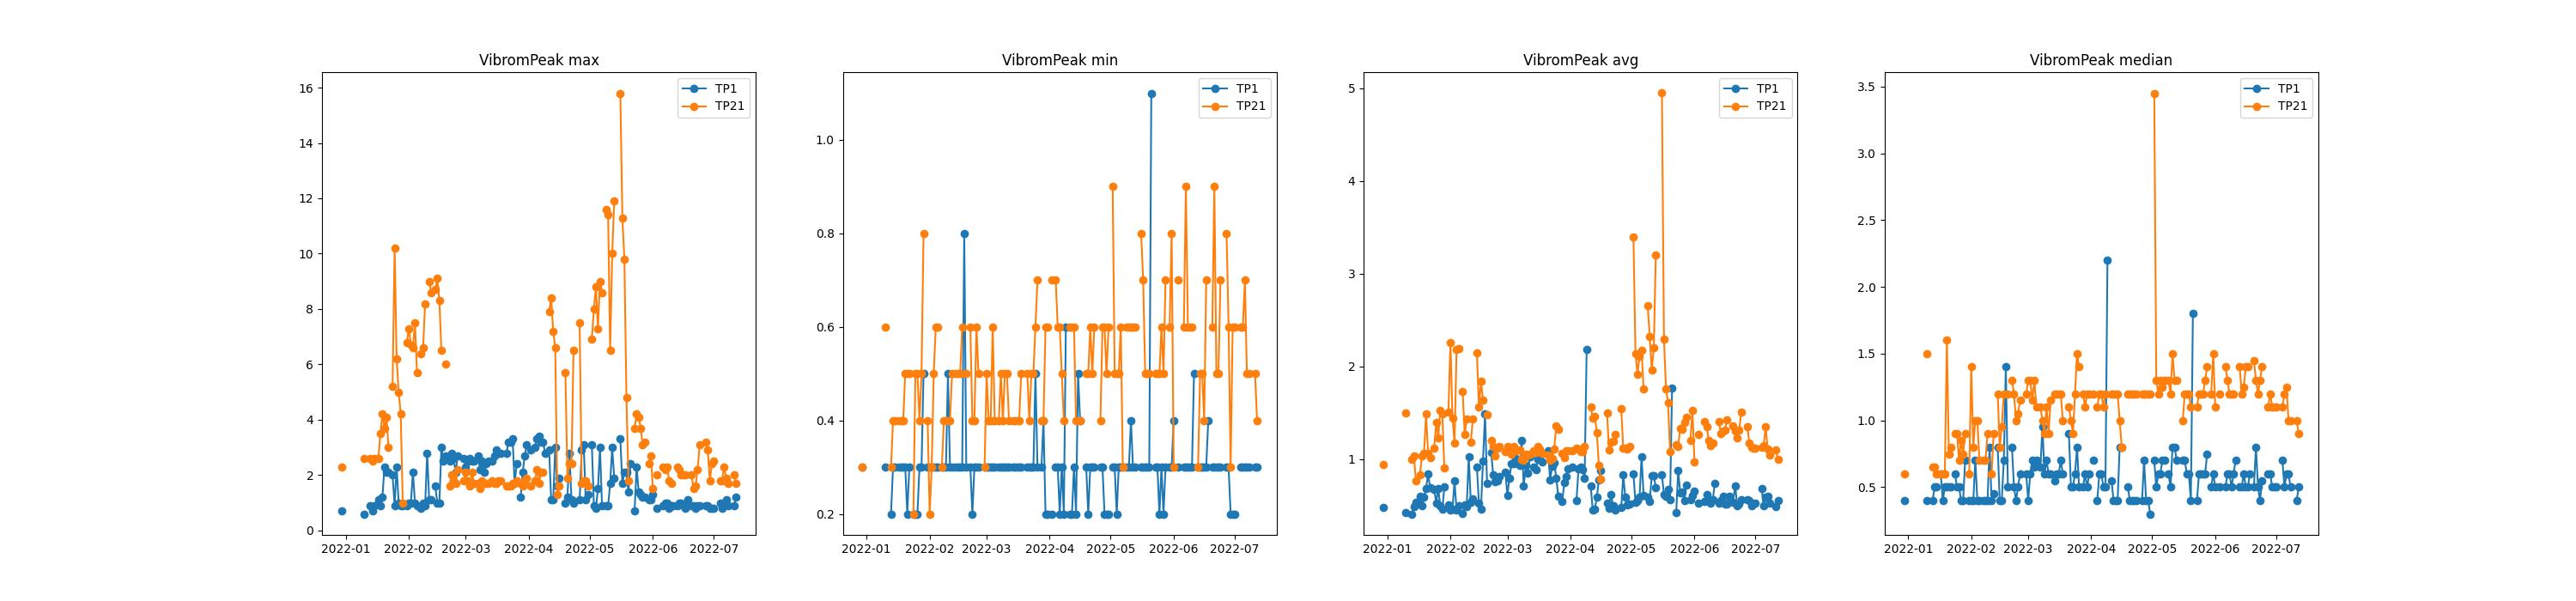 VibromPeak max
TP1
TP21
16
14
12
10
8
6
4
2
0
2022-01 2022-02 2022-03 2022-04 2022-05 2022-06 2022-07
VibromPeak min
TP1
TP21
1.0
0.8
0.6
0.4
0.2
2022-01 2022-02 2022-03 2022-04 2022-05 2022-06 2022-07
VibromPeak avg
TP1
TP21
5
4
3
2
1
2022-01 2022-02 2022-03 2022-04 2022-05 2022-06 2022-07
VibromPeak median
TP1
TP21
3.5
3.0
2.5
2.0
1.5
1.0
0.5
2022-01 2022-02 2022-03 2022-04 2022-05 2022-06 2022-07